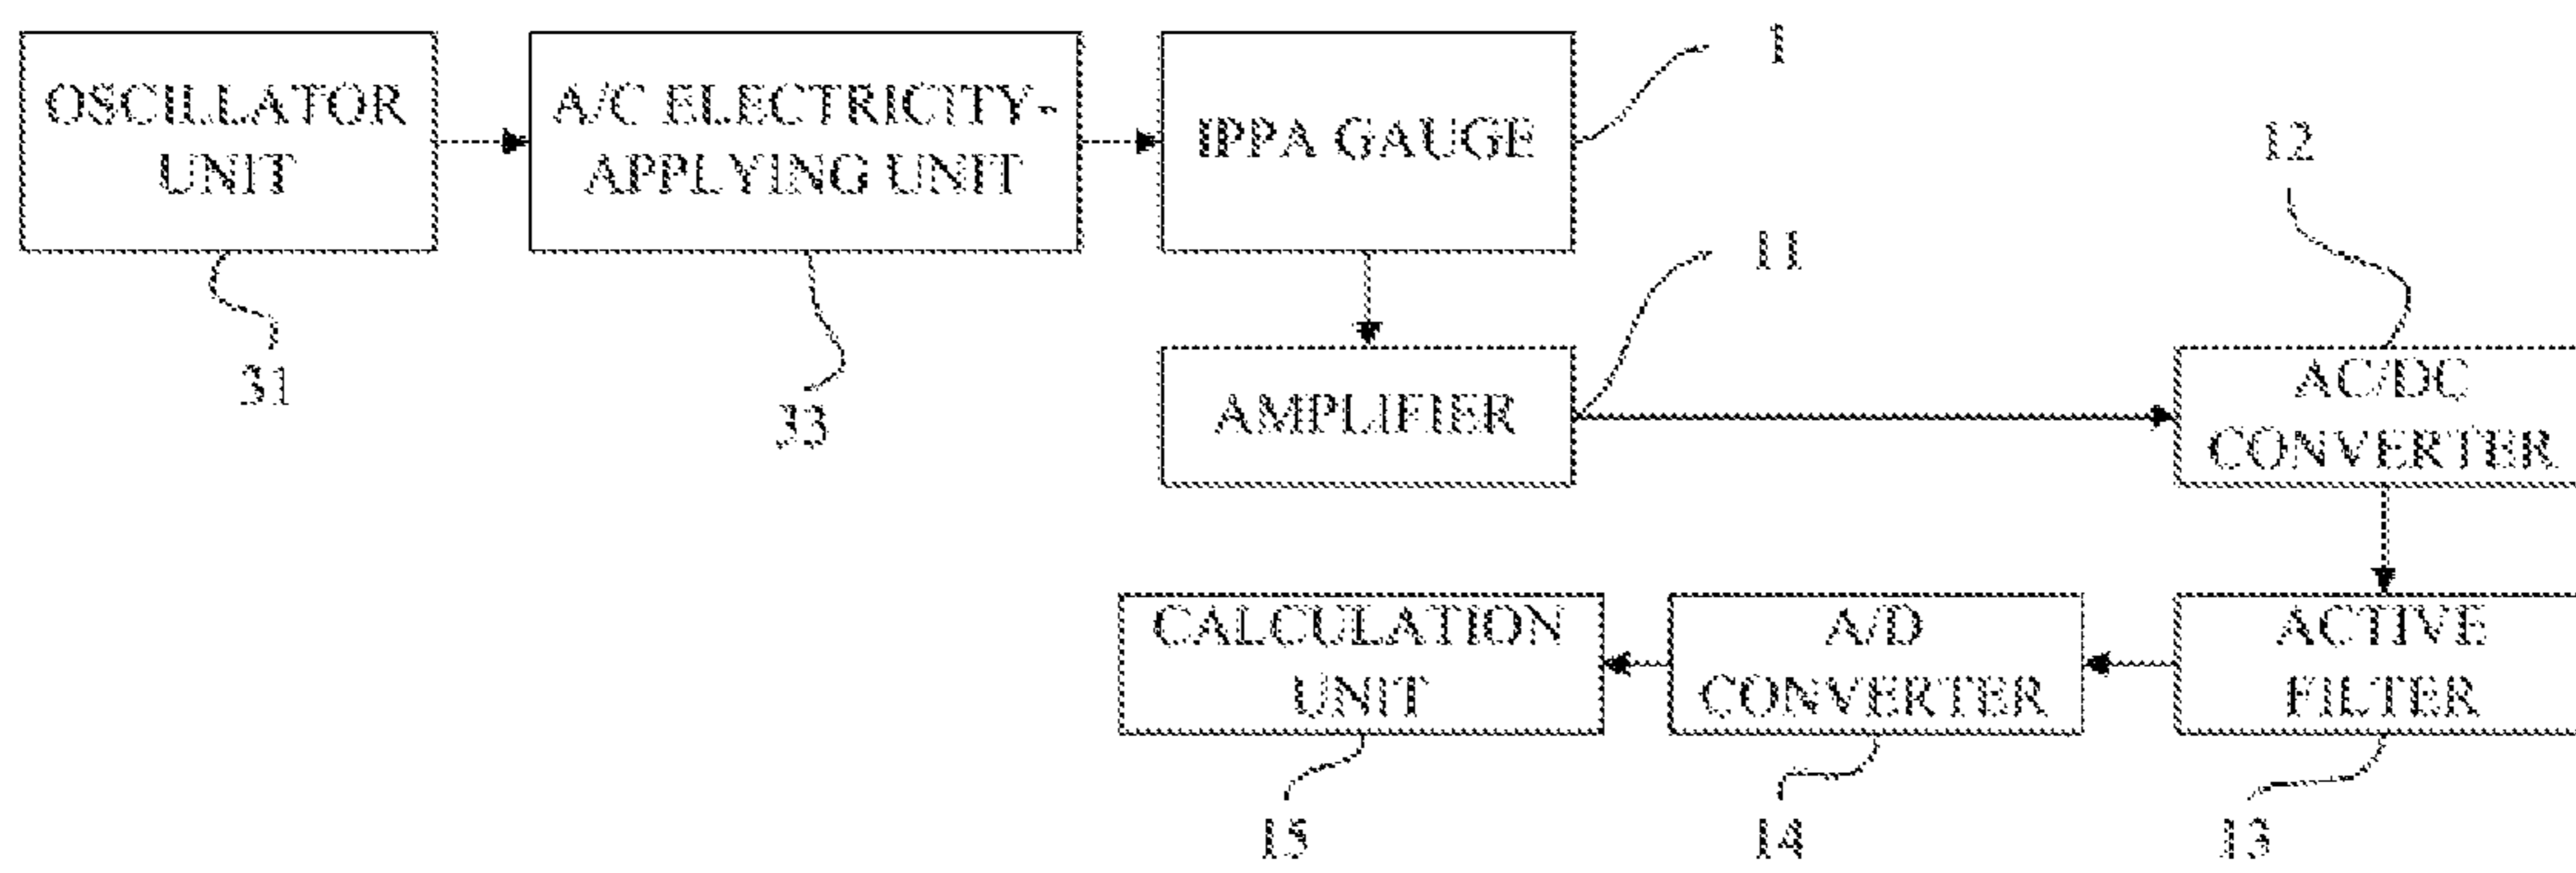 OSCILLATOR
UNIT
A/C ELECTRICITY-
APPLYING UNIT
IPPA GAUGE
1
31
33
11
12
AMPLIFIER
AC/DC
CONVERTER
CALCULATION
UNIT
A/D
CONVERTER
ACTIVE
FILTER
15
14
13